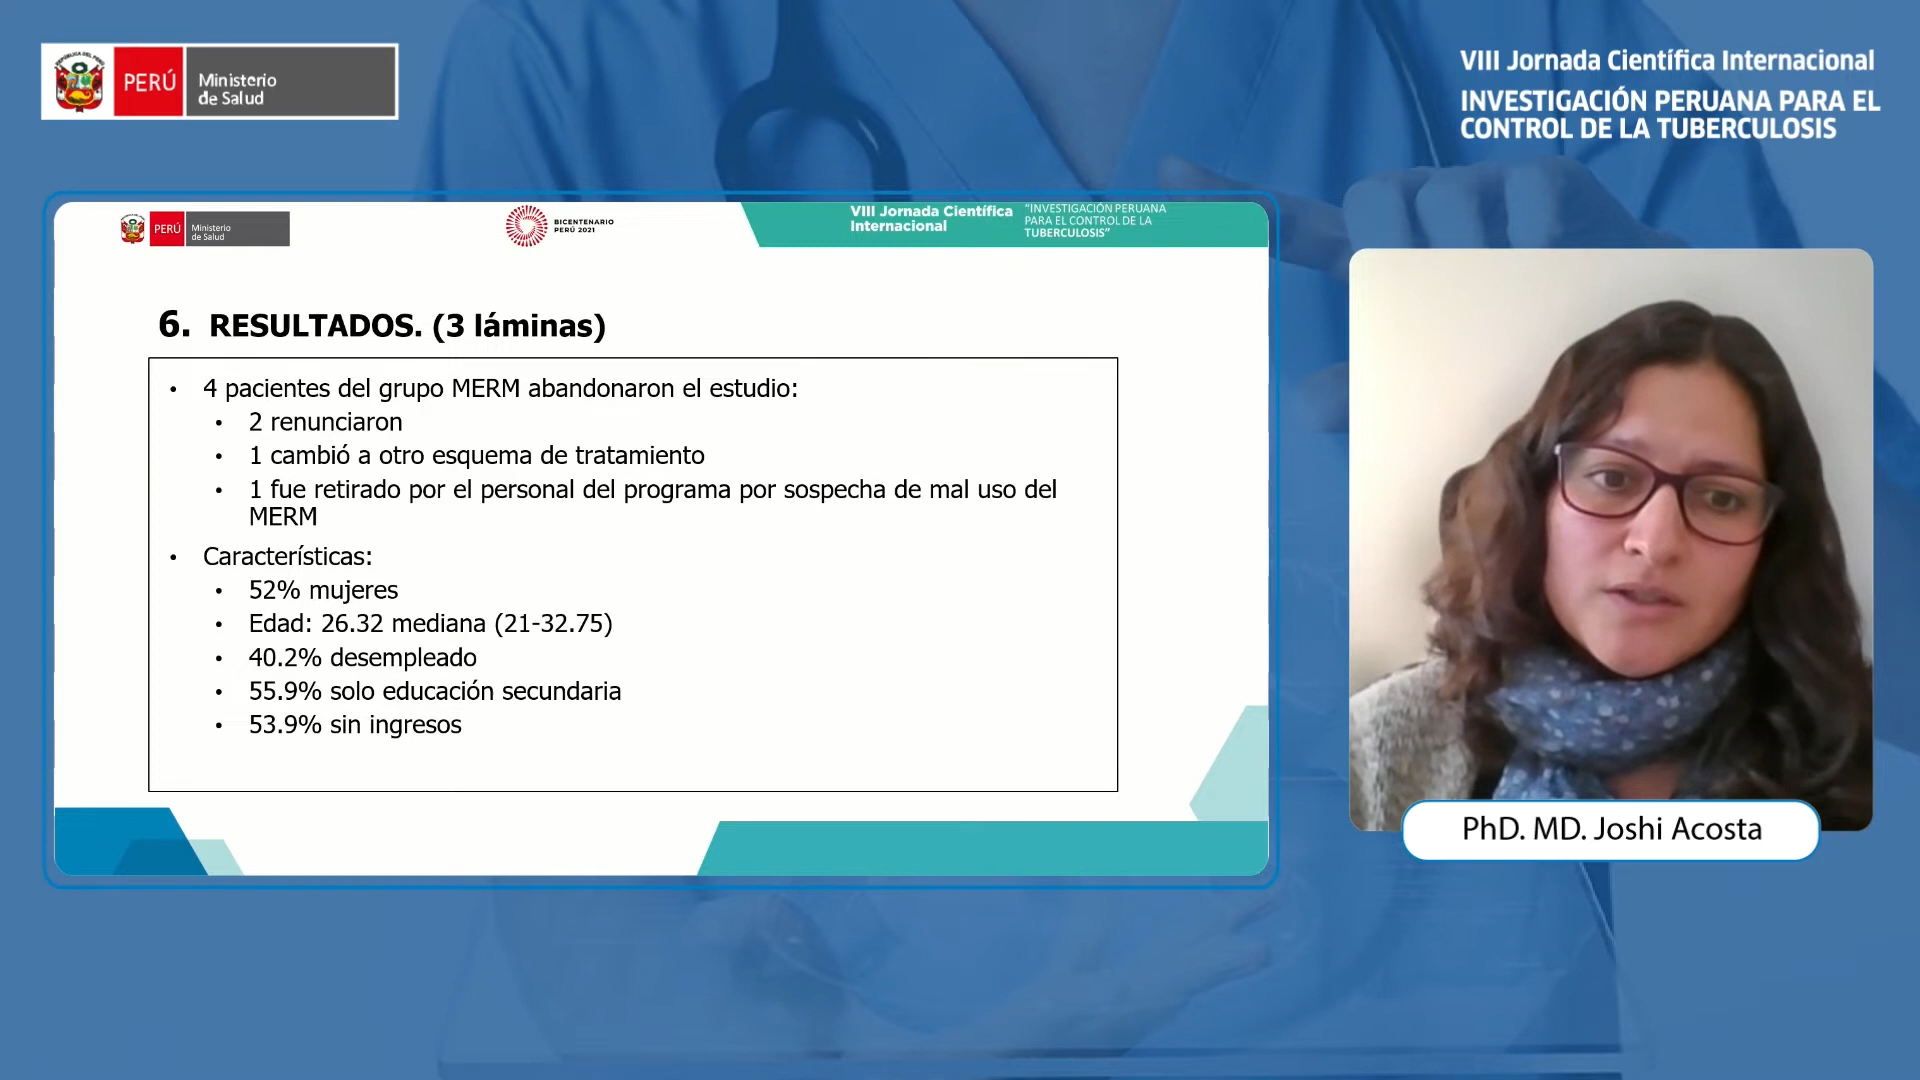 PERÚ
Ministerio
de Salud
VIII Jornada Científica Internacional
INVESTIGACIÓN PERUANA PARA EL
CONTROL DE LA TUBERCULOSIS
PERÚ
Ministerio
de Salud
BICENTENARIO
PERÚ 2021
VIII Jornada Científica
Internacional
"INVESTIGACIÓN PERUANA
PARA EL CONTROL DE LA
TUBERCULOSIS"
6. RESULTADOS. (3 láminas)
• 4 pacientes del grupo MERM abandonaron el estudio:
• 2 renunciaron
• 1 cambió a otro esquema de tratamiento
• 1 fue retirado por el personal del programa por sospecha de mal uso del
MERM
• Características:
• 52% mujeres
• Edad: 26.32 mediana (21-32.75)
• 40.2% desempleado
• 55.9% solo educación secundaria
• 53.9% sin ingresos
PhD. MD. Joshi Acosta